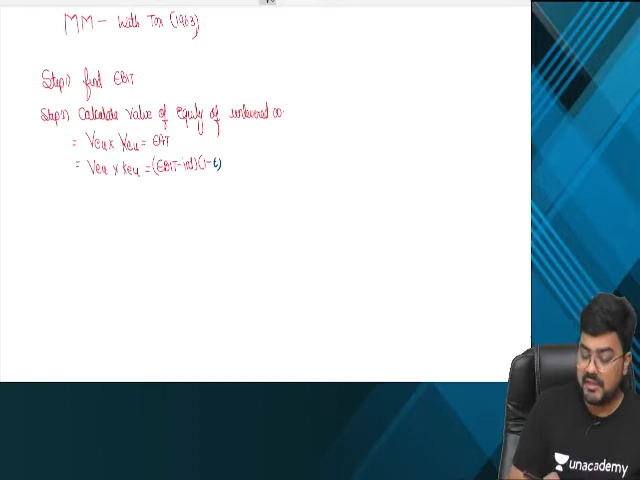 MM - with Tax (1963)
Step 1) find EBIT
Step 2) Calculate Value of Equity of unlevered co.
= Veu x Keu = EAT
= Veu x Keu = (EBIT - int) (1 - t)
unacademy